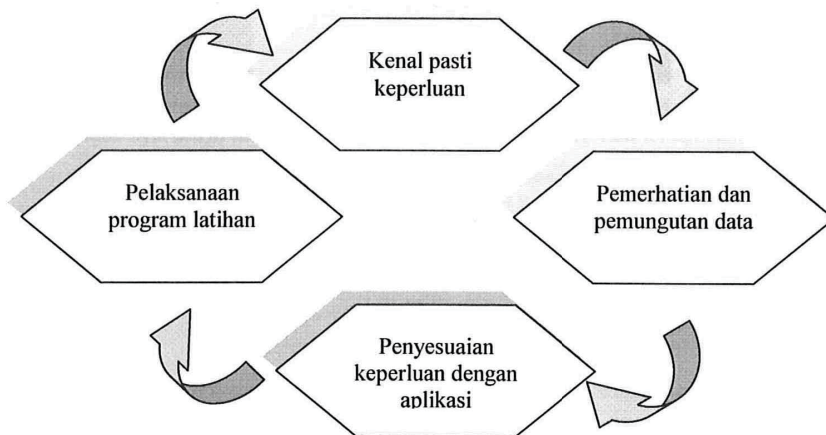 Kenal pasti
keperluan
Pelaksanaan
program latihan
Pemerhatian dan
pemungutan data
Penyesuaian
keperluan dengan
aplikasi